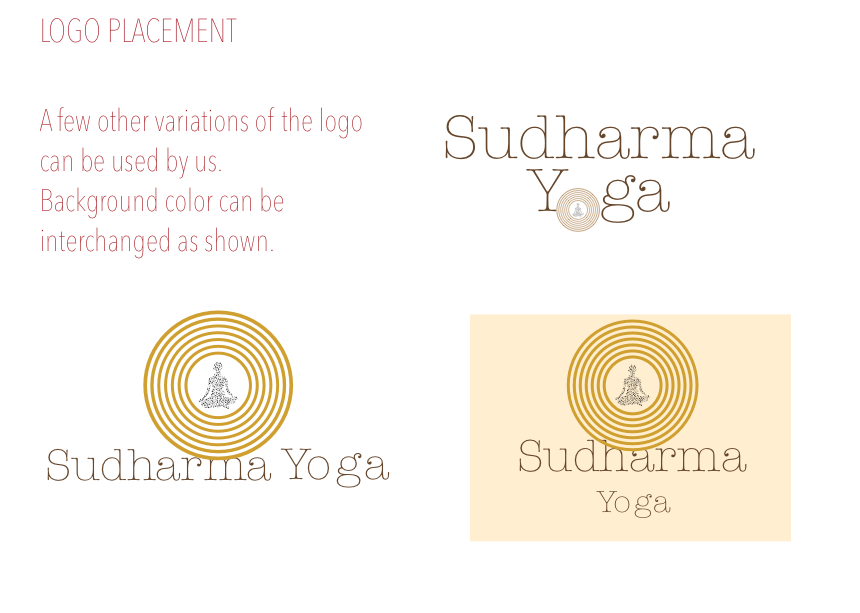 LOGO PLACEMENT
A few other variations of the logo
can be used by us.
Background color can be
interchanged as shown.
Sudharma
Yoga
Sudharma Yoga
Sudharma
Yoga